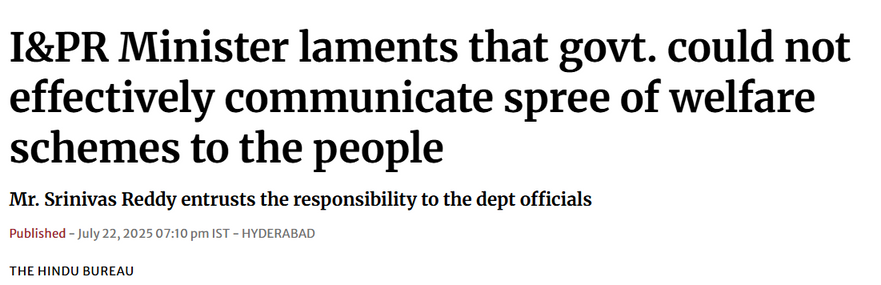 I&PR Minister laments that govt. could not
effectively communicate spree of welfare
schemes to the people
Mr. Srinivas Reddy entrusts the responsibility to the dept officials
Published - July 22, 2025 07:10 pm IST - HYDERABAD
THE HINDU BUREAU